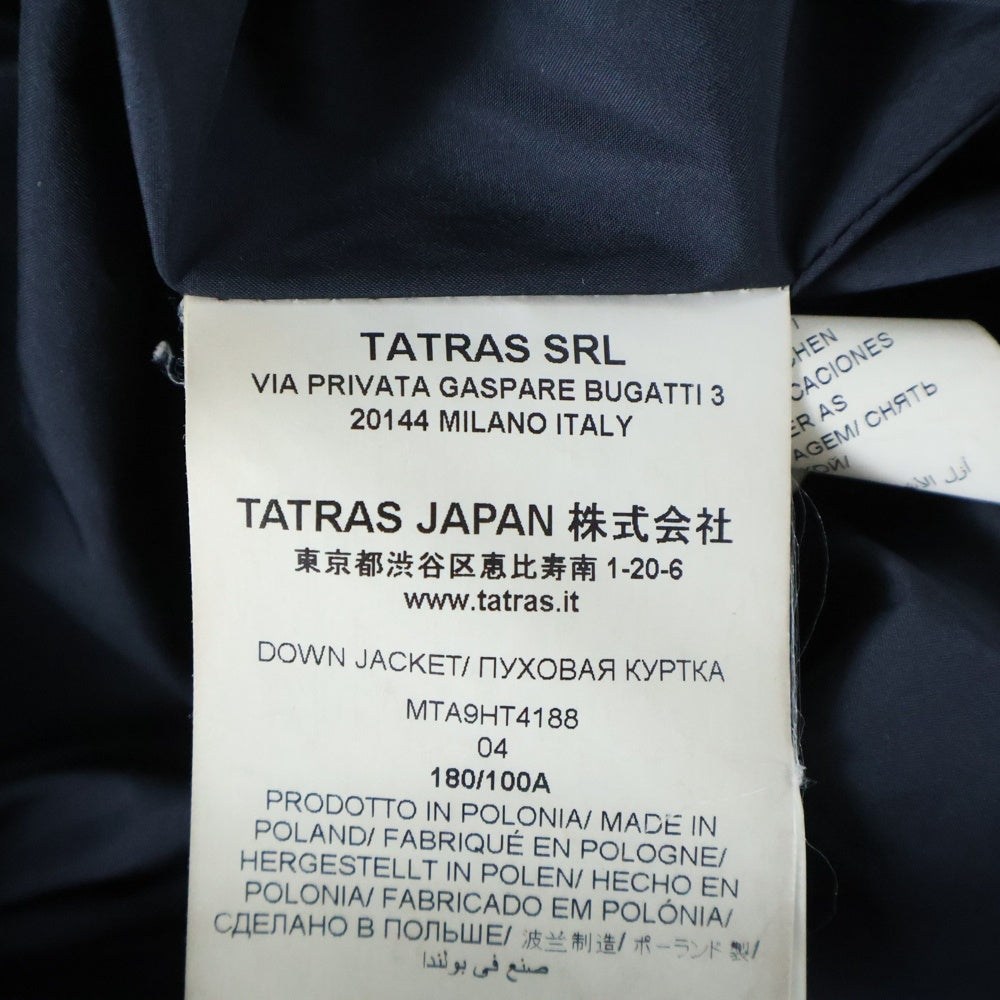 TATRAS SRL
VIA PRIVATA GASPARE BUGATTI 3
20144 MILANO ITALY
TATRAS JAPAN 株式会社
東京都渋谷区恵比寿南 1-20-6
www.tatras.it
DOWN JACKET/ ПУХОВАЯ КУРТКА
MTA9HT4188
04
180/100A
PRODOTTO IN POLONIA/ MADE IN
POLAND/ FABRIQUÉ EN POLOGNE/
HERGESTELLT IN POLEN/ HECHO EN
POLONIA/ FABRICADO EM POLÓNIA/
СДЕЛАНО В ПОЛЬШЕ/ 波兰制造/ ポーランド製/
صنع في بولندا
CHEN
CACIONES
ER AS
AGEM/ СНЯТЬ